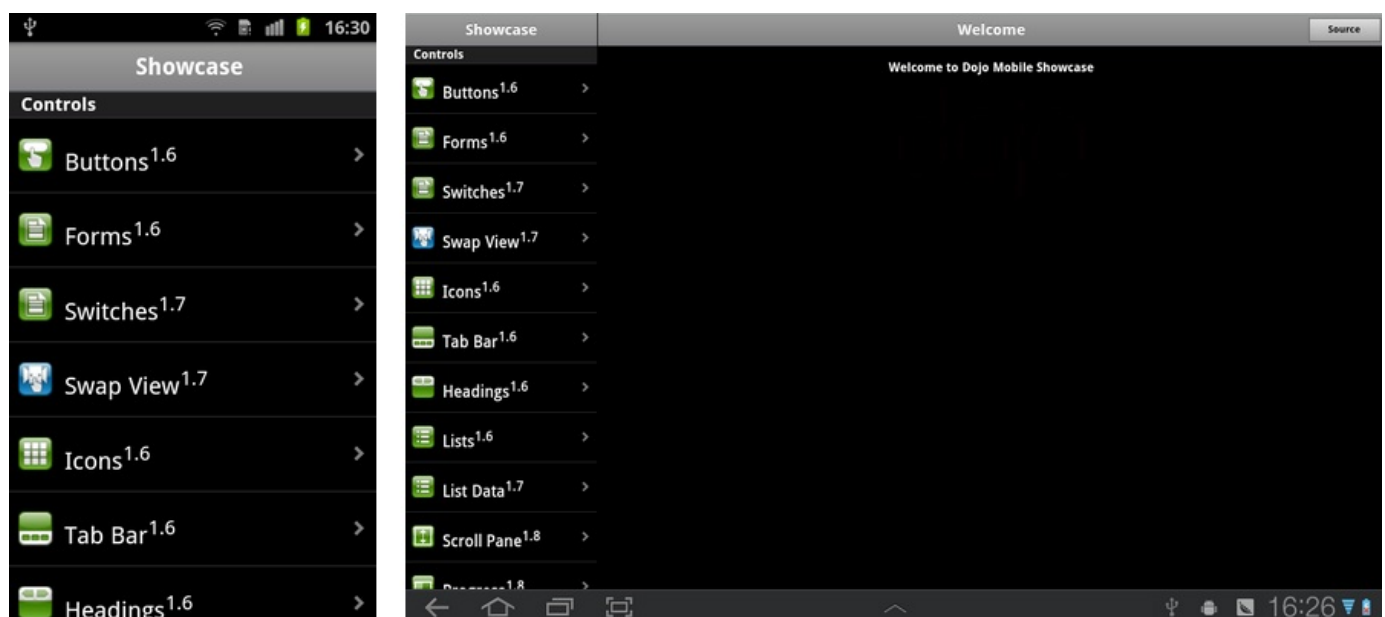 16:30
Showcase
Controls
Buttons1.6
Forms1.6
Switches1.7
Swap View1.7
Icons1.6
Tab Bar1.6
Headings1.6
Showcase
Welcome
Source
Controls
Welcome to Dojo Mobile Showcase
Buttons1.6
Forms1.6
Switches1.7
Swap View1.7
Icons1.6
Tab Bar1.6
Headings1.6
Lists1.6
List Data1.7
Scroll Pane1.8
Progress1.8
16:26